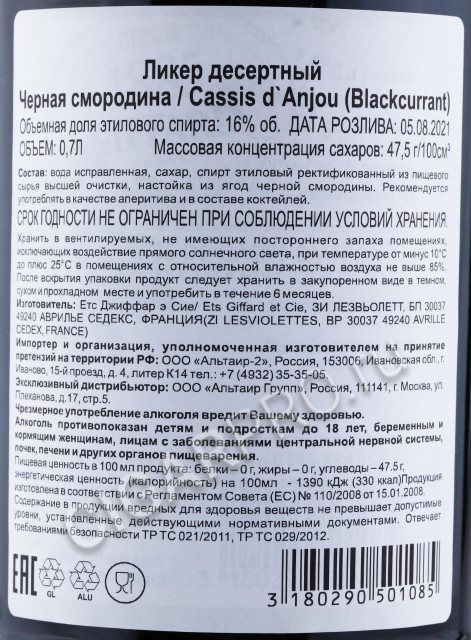 Ликер десертный
Черная смородина / Cassis d`Anjou (Blackcurrant)
Объемная доля этилового спирта: 16% об. ДАТА РОЗЛИВА: 05.08.2021
ОБЪЕМ: 0,7Л Массовая концентрация сахаров: 47,5 г/100см³
Состав: вода исправленная, сахар, спирт этиловый ректификованный из пищевого
сырья высшей очистки, настойка из ягод черной смородины. Рекомендуется
употреблять в качестве аперитива и в составе коктейлей.
СРОК ГОДНОСТИ НЕ ОГРАНИЧЕН ПРИ СОБЛЮДЕНИИ УСЛОВИЙ ХРАНЕНИЯ.
Хранить в вентилируемых, не имеющих постороннего запаха помещениях,
исключающих воздействие прямого солнечного света, при температуре от минус 10°С
до плюс 25°С в помещениях с относительной влажностью воздуха не выше 85%.
После вскрытия упаковки продукт следует хранить в закупоренном виде в темном,
сухом и прохладном месте и употребить в течение 6 месяцев.
Изготовитель: Етс Джиффар э Сие/ Ets Giffard et Cie, ЗИ ЛЕЗВЬОЛЕТТ, БП 30037
49240 АВРИЛЬЕ СЕДЕКС, ФРАНЦИЯ(ZI LESVIOLETTES, BP 30037 49240 AVRILLE
CEDEX, FRANCE)
Импортер и организация, уполномоченная изготовителем на принятие
претензий на территории РФ: ООО «Альтаир-2», Россия, 153006, Ивановская обл., г.
Иваново, 15-й проезд, д. 4, литер К14 тел.: +7 (4932) 35-35-05.
Эксклюзивный дистрибьютор: ООО «Альтаир Групп», Россия, 111141, г. Москва, ул.
Плеханова, д.17, стр.5.
Чрезмерное употребление алкоголя вредит Вашему здоровью.
Алкоголь противопоказан детям и подросткам до 18 лет, беременным и
кормящим женщинам, лицам с заболеваниями центральной нервной системы,
почек, печени и других органов пищеварения.
Пищевая ценность в 100 мл продукта: белки – 0 г, жиры – 0 г, углеводы – 47,5 г,
энергетическая ценность (калорийность) на 100мл - 1390 кДж (330 ккал)Продукция
изготовлена в соответствии с Регламентом Совета (ЕС) № 110/2008 от 15.01.2008.
Содержание в продукции вредных для здоровья веществ не превышает допустимые
уровни, установленные действующими нормативными документами. Отвечает
требованиями безопасности ТР ТС 021/2011, ТР ТС 029/2012.
EAC GL ALU
3 180290 501085